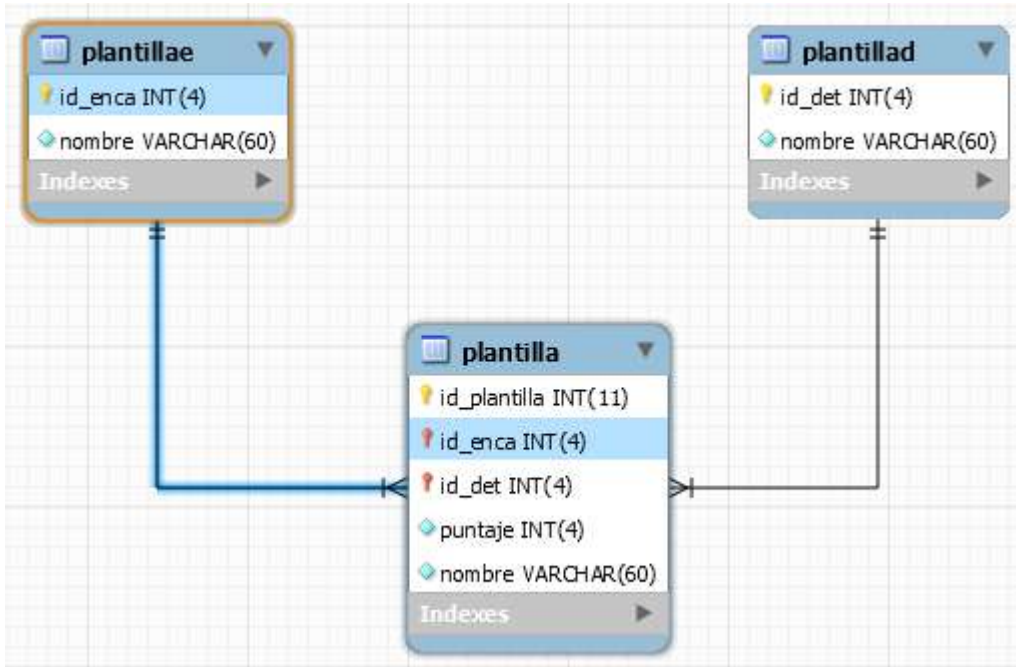 plantillae
id_enca INT(4)
nombre VARCHAR(60)
Indexes
plantillad
id_det INT(4)
nombre VARCHAR(60)
Indexes
plantilla
id_plantilla INT(11)
id_enca INT(4)
id_det INT(4)
puntaje INT(4)
nombre VARCHAR(60)
Indexes